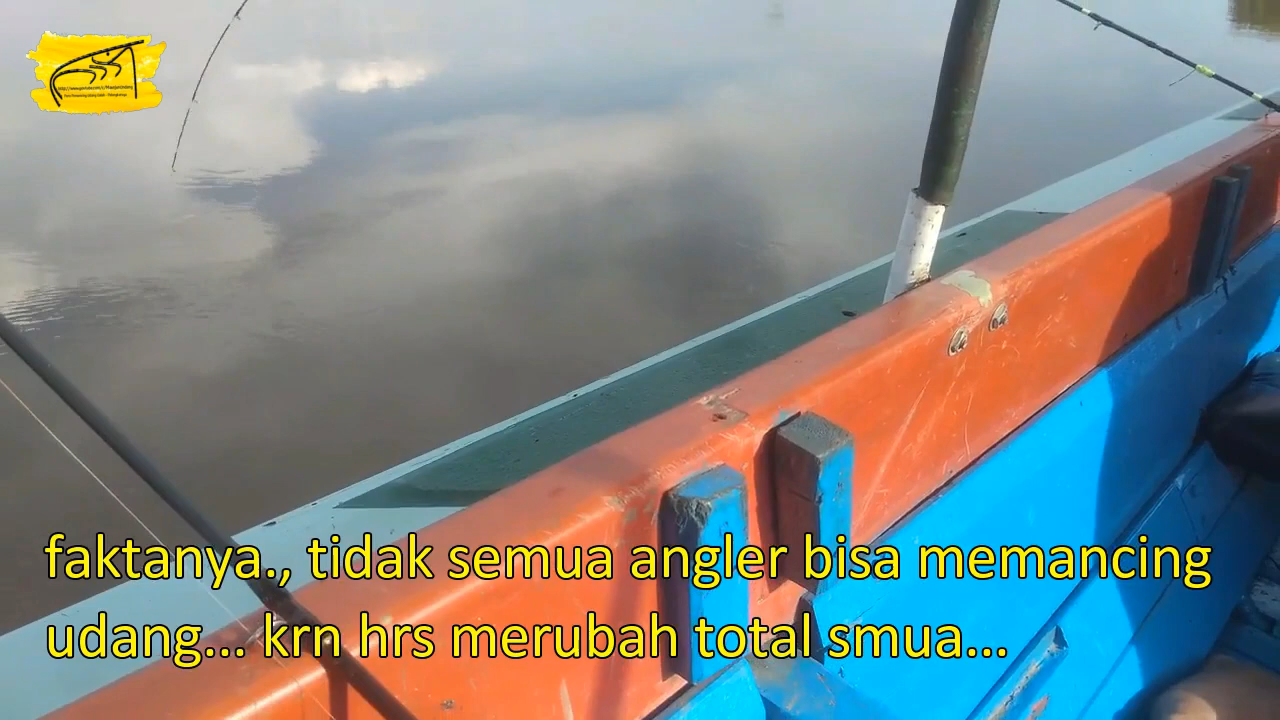 faktanya., tidak semua angler bisa memancing
udang... krn hrs merubah total smua...